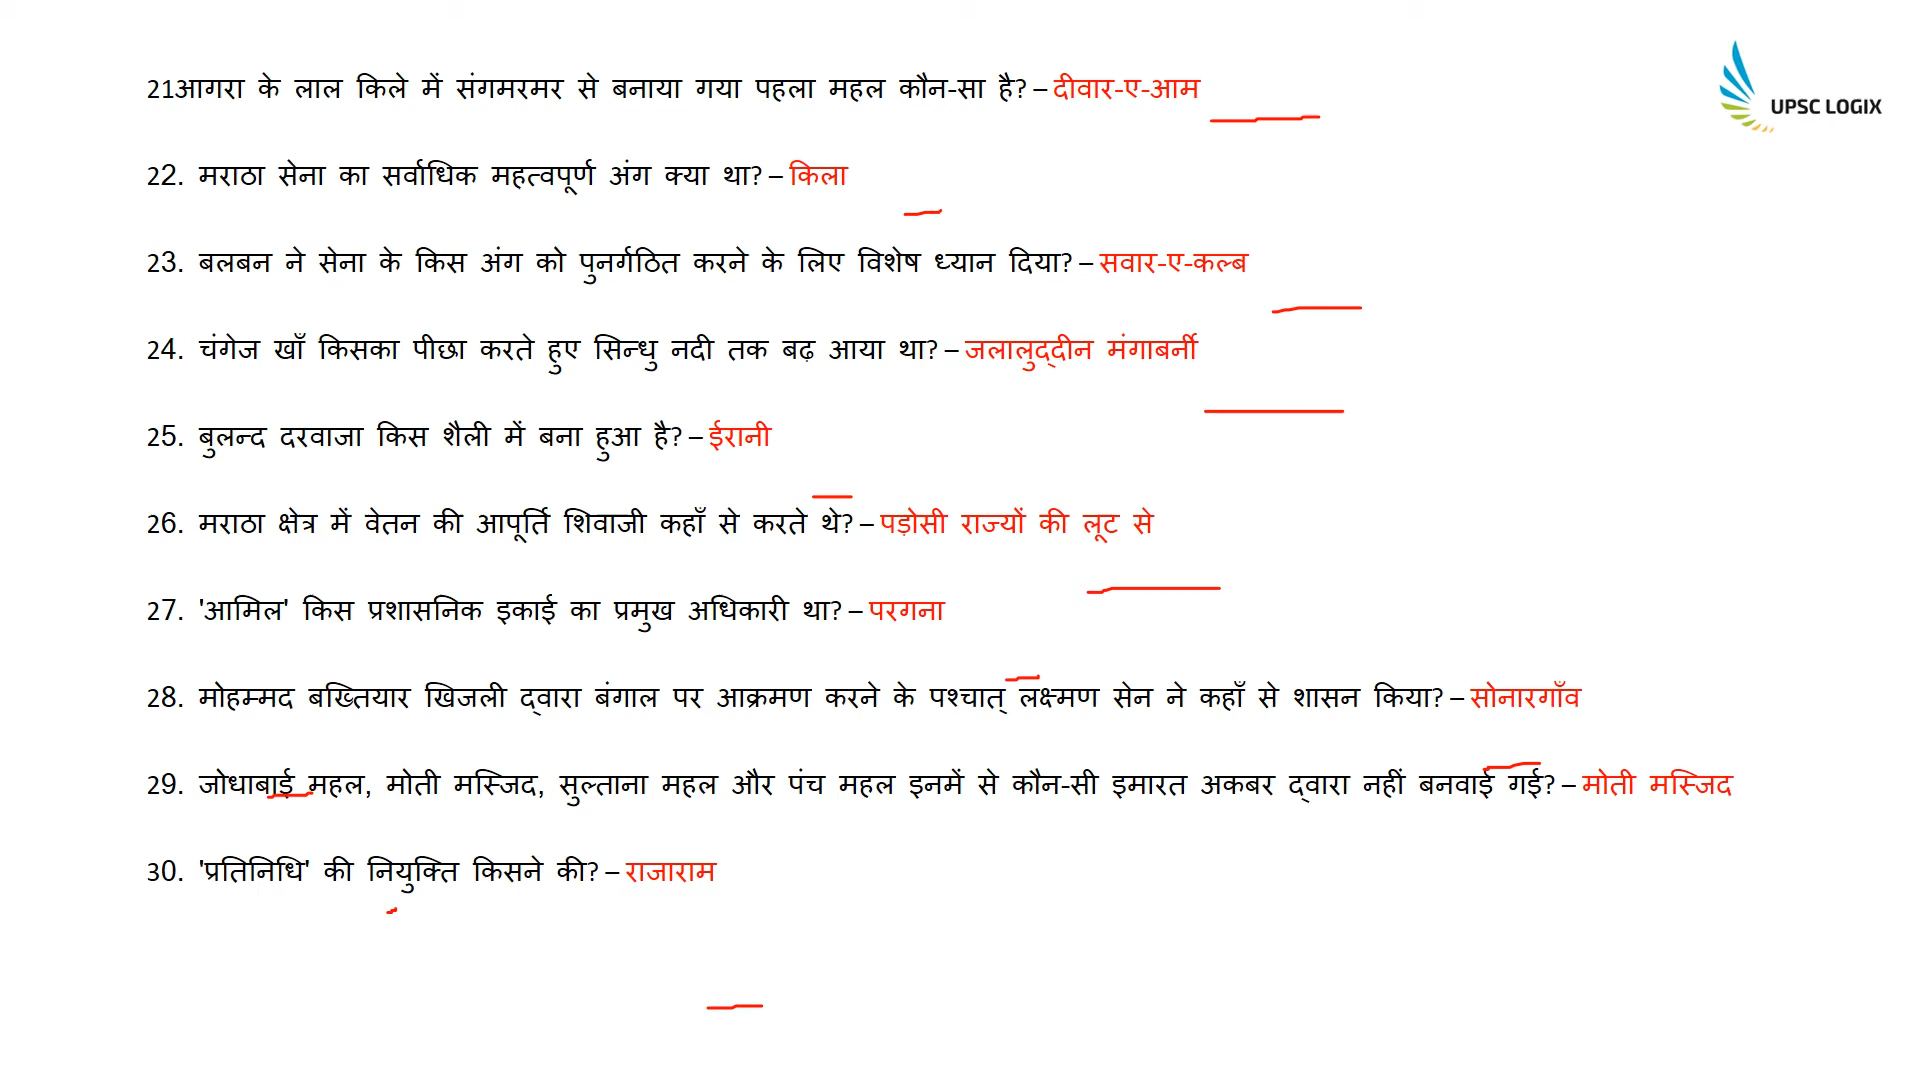 21आगरा के लाल किले में संगमरमर से बनाया गया पहला महल कौन-सा है? – दीवार-ए-आम
UPSC LOGIX
22. मराठा सेना का सर्वाधिक महत्वपूर्ण अंग क्या था? – किला
23. बलबन ने सेना के किस अंग को पुनर्गठित करने के लिए विशेष ध्यान दिया? – सवार-ए-कल्ब
24. चंगेज खाँ किसका पीछा करते हुए सिन्धु नदी तक बढ़ आया था? – जलालुद्दीन मंगाबर्नी
25. बुलन्द दरवाजा किस शैली में बना हुआ है? – ईरानी
26. मराठा क्षेत्र में वेतन की आपूर्ति शिवाजी कहाँ से करते थे? – पड़ोसी राज्यों की लूट से
27. 'आमिल' किस प्रशासनिक इकाई का प्रमुख अधिकारी था? – परगना
28. मोहम्मद बख्तियार खिजली द्वारा बंगाल पर आक्रमण करने के पश्चात् लक्ष्मण सेन ने कहाँ से शासन किया? – सोनारगाँव
29. जोधाबाई महल, मोती मस्जिद, सुल्ताना महल और पंच महल इनमें से कौन-सी इमारत अकबर द्वारा नहीं बनवाई गई? – मोती मस्जिद
30. 'प्रतिनिधि' की नियुक्ति किसने की? – राजाराम